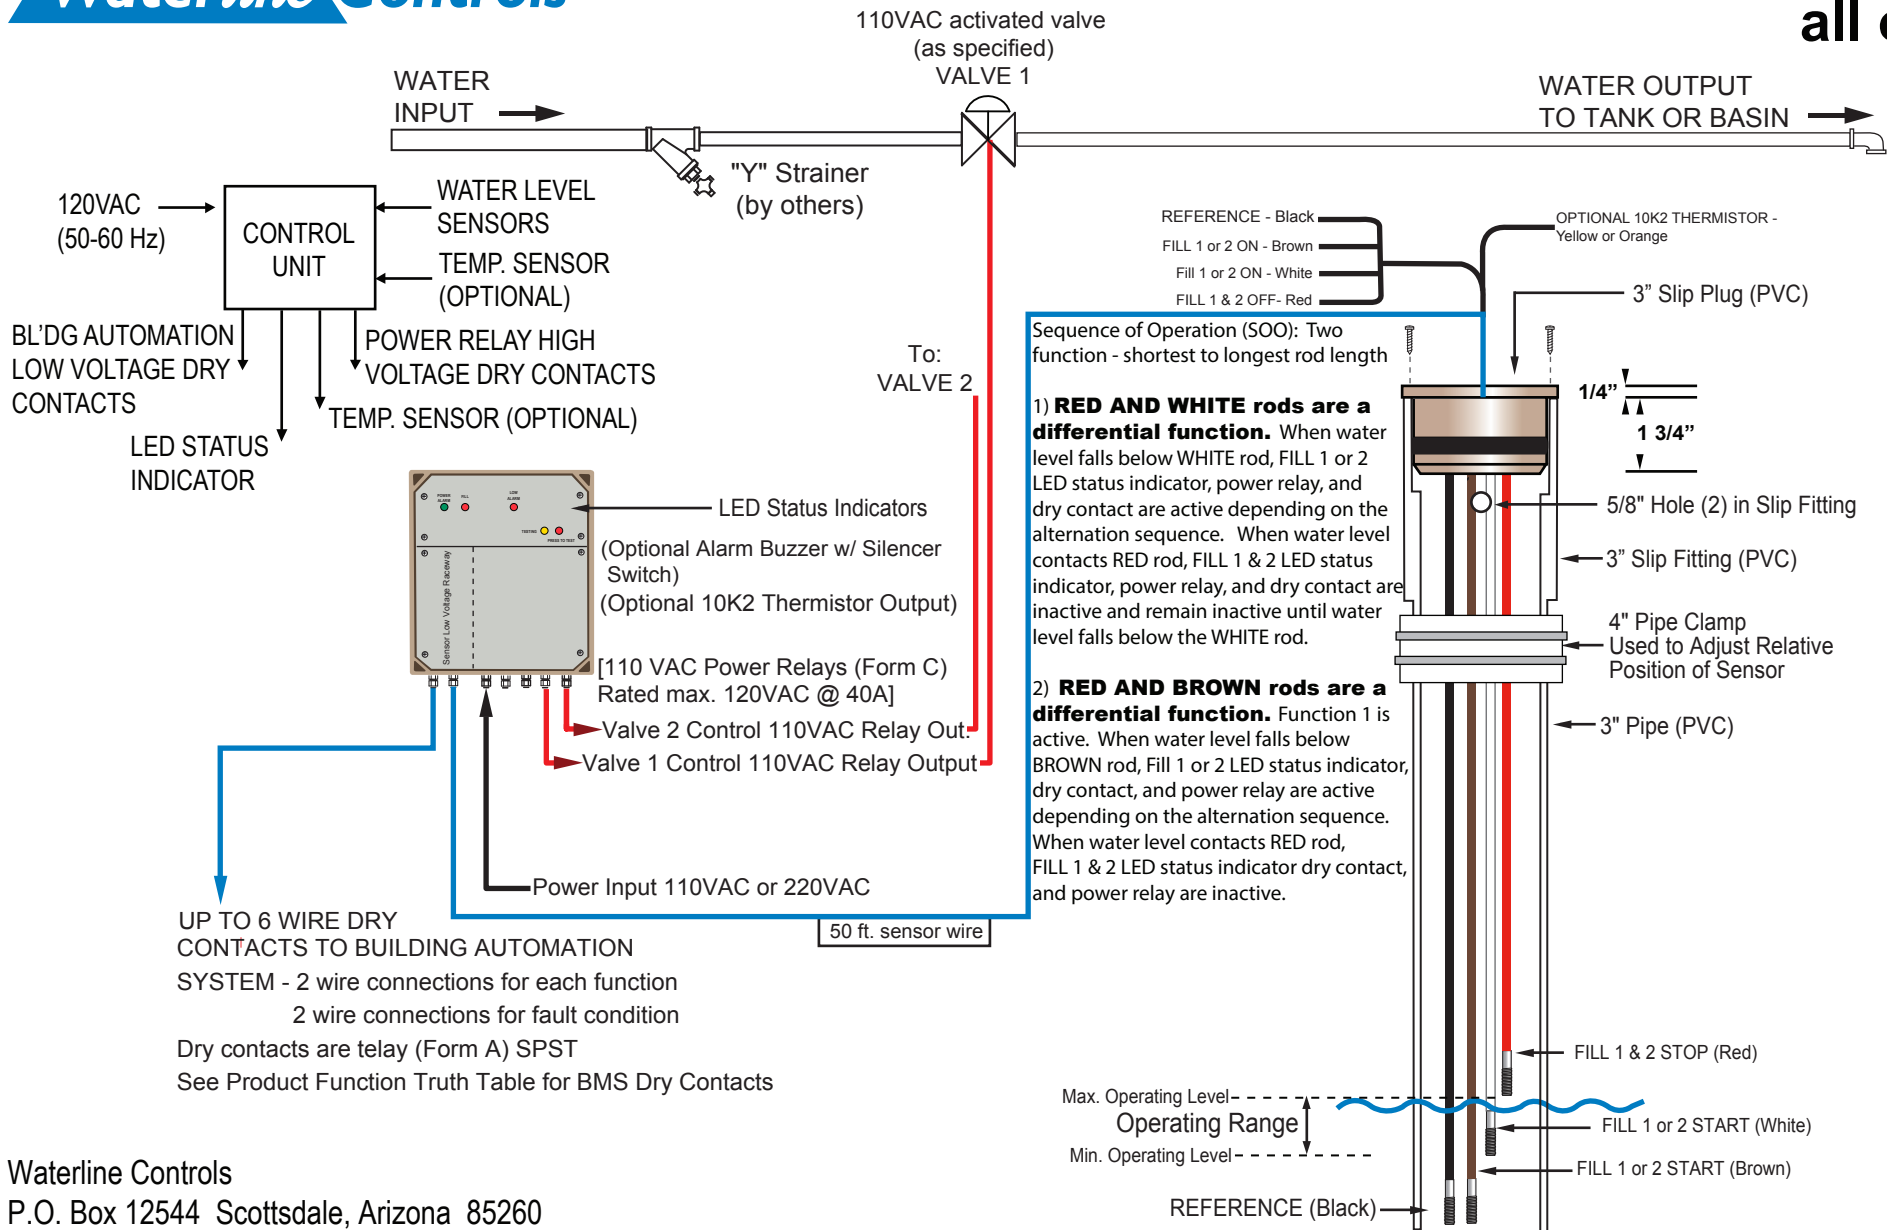 Waterline Controls
all
110VAC activated valve
(as specified)
VALVE 1
WATER
INPUT
WATER OUTPUT
TO TANK OR BASIN
"Y" Strainer
(by others)
120VAC
(50-60 Hz)
CONTROL
UNIT
WATER LEVEL
SENSORS
TEMP. SENSOR
(OPTIONAL)
BL'DG AUTOMATION
LOW VOLTAGE DRY
CONTACTS
POWER RELAY HIGH
VOLTAGE DRY CONTACTS
TEMP. SENSOR (OPTIONAL)
LED STATUS
INDICATOR
To:
VALVE 2
REFERENCE - Black
FILL 1 or 2 ON - Brown
Fill 1 or 2 ON - White
FILL 1 & 2 OFF- Red
OPTIONAL 10K2 THERMISTOR -
Yellow or Orange
3” Slip Plug (PVC)
1/4”
1 3/4”
5/8" Hole (2) in Slip Fitting
3” Slip Fitting (PVC)
4" Pipe Clamp
Used to Adjust Relative
Position of Sensor
3" Pipe (PVC)
Sequence of Operation (SOO): Two
function - shortest to longest rod length
1) RED AND WHITE rods are a
differential function. When water
level falls below WHITE rod, FILL 1 or 2
LED status indicator, power relay, and
dry contact are active depending on the
alternation sequence. When water level
contacts RED rod, FILL 1 & 2 LED status
indicator, power relay, and dry contact are
inactive and remain inactive until water
level falls below the WHITE rod.
2) RED AND BROWN rods are a
differential function. Function 1 is
active. When water level falls below
BROWN rod, Fill 1 or 2 LED status indicator,
dry contact, and power relay are active
depending on the alternation sequence.
When water level contacts RED rod,
FILL 1 & 2 LED status indicator dry contact,
and power relay are inactive.
POWER
ALARM
FILL
LOW
ALARM
TESTING
PRESS TO TEST
Sensor Low Voltage Raceway
LED Status Indicators
(Optional Alarm Buzzer w/ Silencer
Switch)
(Optional 10K2 Thermistor Output)
[110 VAC Power Relays (Form C)
Rated max. 120VAC @ 40A]
Valve 2 Control 110VAC Relay Out.
Valve 1 Control 110VAC Relay Output
Power Input 110VAC or 220VAC
50 ft. sensor wire
UP TO 6 WIRE DRY
CONTACTS TO BUILDING AUTOMATION
SYSTEM - 2 wire connections for each function
2 wire connections for fault condition
Dry contacts are telay (Form A) SPST
See Product Function Truth Table for BMS Dry Contacts
FILL 1 & 2 STOP (Red)
Max. Operating Level
Operating Range
Min. Operating Level
FILL 1 or 2 START (White)
FILL 1 or 2 START (Brown)
REFERENCE (Black)
Waterline Controls
P.O. Box 12544 Scottsdale, Arizona 85260